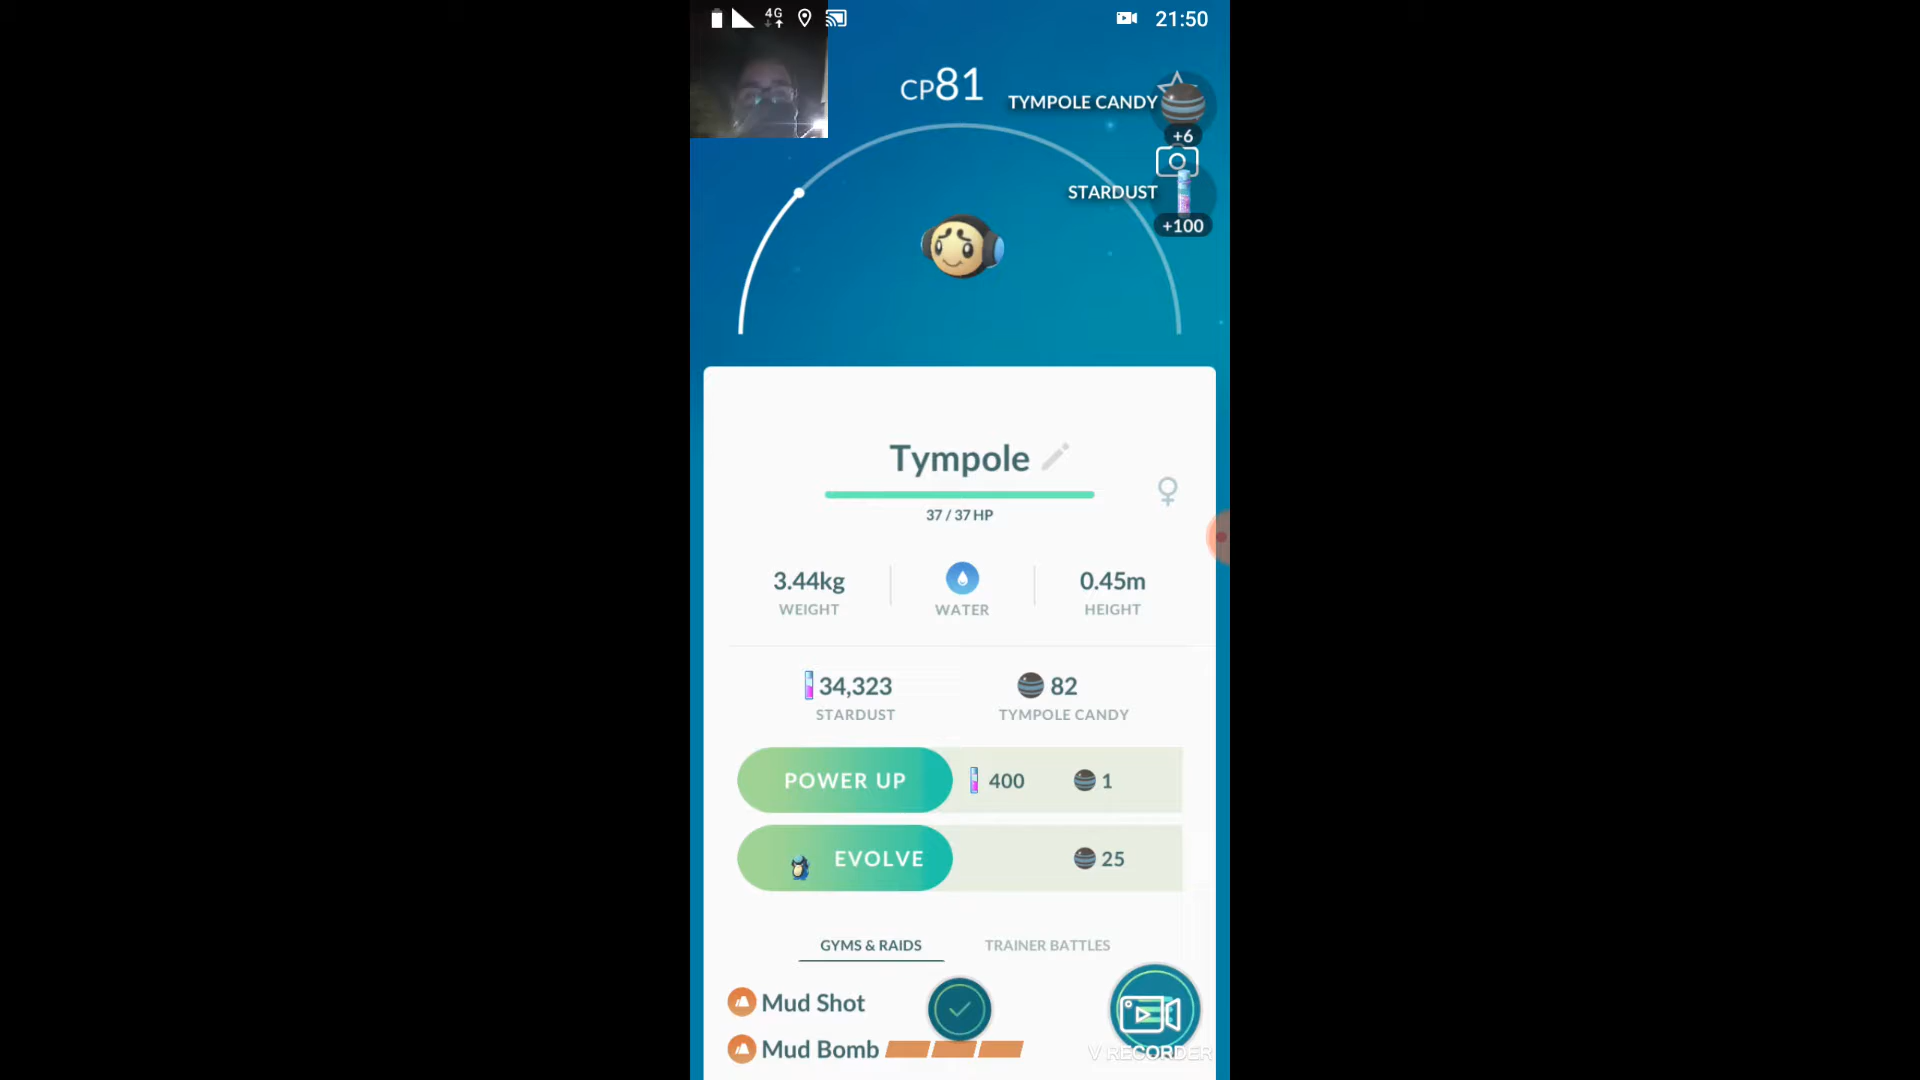 4G 21:50
CP81
TYMPOLE CANDY
+6
STARDUST
+100
Tympole
37 / 37 HP
3.44kg 0.45m
WEIGHT WATER HEIGHT
34,323 82
STARDUST TYMPOLE CANDY
POWER UP 400 1
EVOLVE 25
GYMS & RAIDS TRAINER BATTLES
Mud Shot
Mud Bomb
V RECORDER